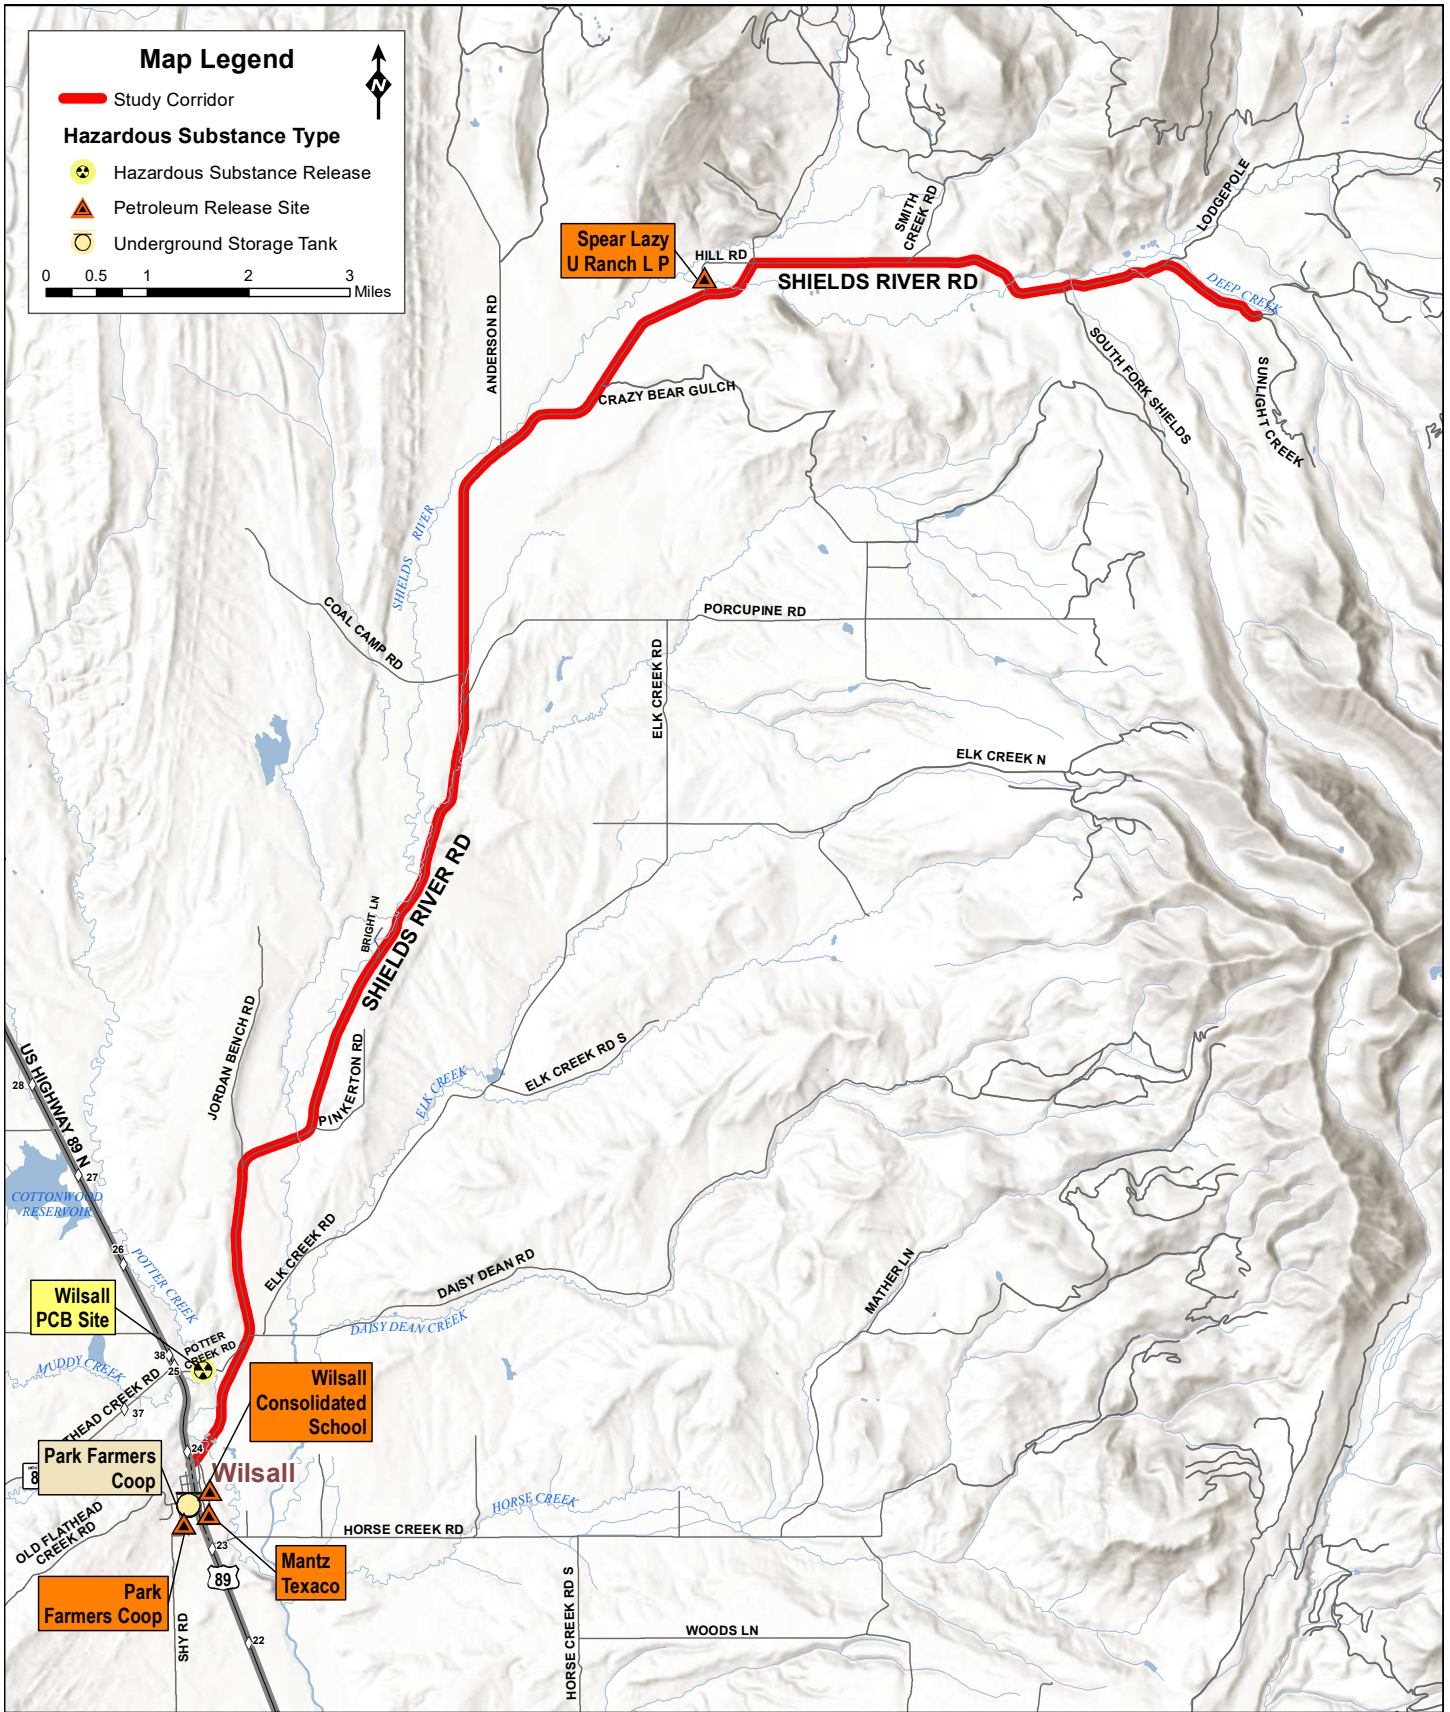 Map Legend
N
Study Corridor
Hazardous Substance Type
Hazardous Substance Release
Petroleum Release Site
Underground Storage Tank
0 0.5 1 2 3
Miles
Spear Lazy
U Ranch L P
HILL RD
SMITH
CREEK RD
LODGEPOLE
SHIELDS RIVER RD
DEEP CREEK
ANDERSON RD
CRAZY BEAR GULCH
SOUTH FORK SHIELDS
SUNLIGHT CREEK
SHIELDS RIVER
COAL CAMP RD
PORCUPINE RD
ELK CREEK RD
ELK CREEK N
SHIELDS RIVER RD
BRIGHT LN
JORDAN BENCH RD
PINKERTON RD
ELK CREEK
ELK CREEK RD S
US HIGHWAY 89 N
28
27
COTTONWOOD
RESERVOIR
26
POTTER CREEK
ELK CREEK RD
DAISY DEAN RD
MATHER LN
Wilsall
PCB Site
DAISY DEAN CREEK
POTTER
CREEK RD
38
25
MUDDY CREEK
THEAD CREEK RD
37
Wilsall
Consolidated
School
24
Park Farmers
Coop
8
Wilsall
HORSE CREEK
OLD FLATHEAD
CREEK RD
HORSE CREEK RD
23
Mantz
Texaco
89
Park
Farmers Coop
SHY RD
22
HORSE CREEK RD S
WOODS LN